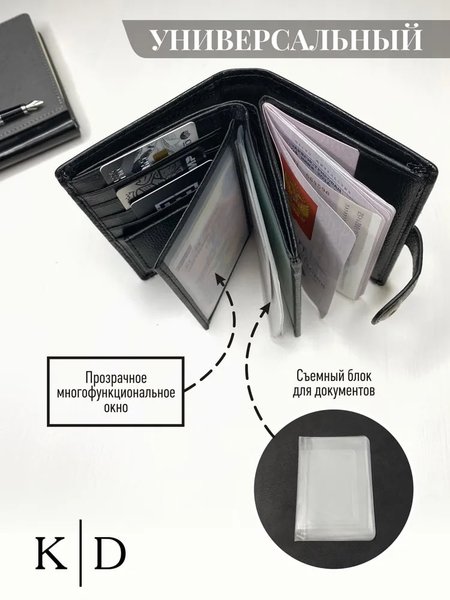 УНИВЕРСАЛЬНЫЙ
Прозрачное
многофункциональное
окно
Съемный блок
для документов
K|D